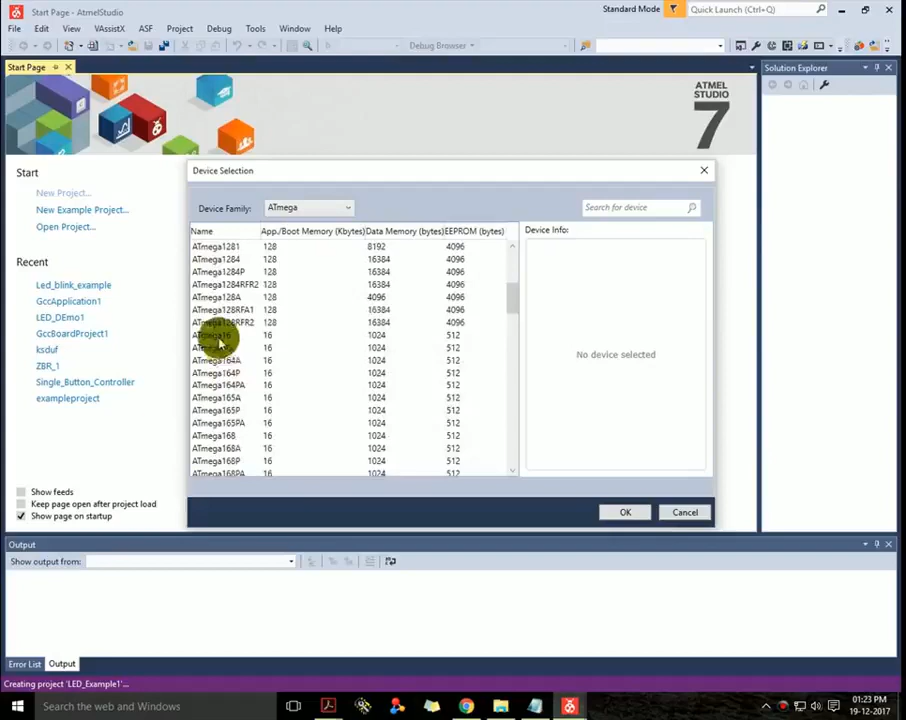 Start Page - AtmelStudio
Standard Mode
Quick Launch (Ctrl+Q)
File Edit View VAssistX ASF Project Debug Tools Window Help
Debug Browser
Start Page
Solution Explorer
ATMEL
STUDIO
7
Start
New Project...
New Example Project...
Open Project...
Recent
Led_blink_example
GccApplication1
LED_DEmo1
GccBoardProject1
ksduf
ZBR_1
Single_Button_Controller
exampleproject
Show feeds
Keep page open after project load
Show page on startup
Device Selection
Device Family: ATmega
Search for device
Name App./Boot Memory (Kbytes) Data Memory (bytes) EEPROM (bytes)
ATmega1281 128 8192 4096
ATmega1284 128 16384 4096
ATmega1284P 128 16384 4096
ATmega1284RFR2 128 16384 4096
ATmega128A 128 4096 4096
ATmega128RFA1 128 16384 4096
ATmega128RFR2 128 16384 4096
ATmega16 16 1024 512
16 1024 512
ATmega164A 16 1024 512
ATmega164P 16 1024 512
ATmega164PA 16 1024 512
ATmega165A 16 1024 512
ATmega165P 16 1024 512
ATmega165PA 16 1024 512
ATmega168 16 1024 512
ATmega168A 16 1024 512
ATmega168P 16 1024 512
ATmega168PA 16 1024 512
Device Info:
No device selected
OK
Cancel
Output
Show output from:
Error List
Output
Creating project 'LED_Example1'...
Search the web and Windows
01:23 PM
19-12-2017